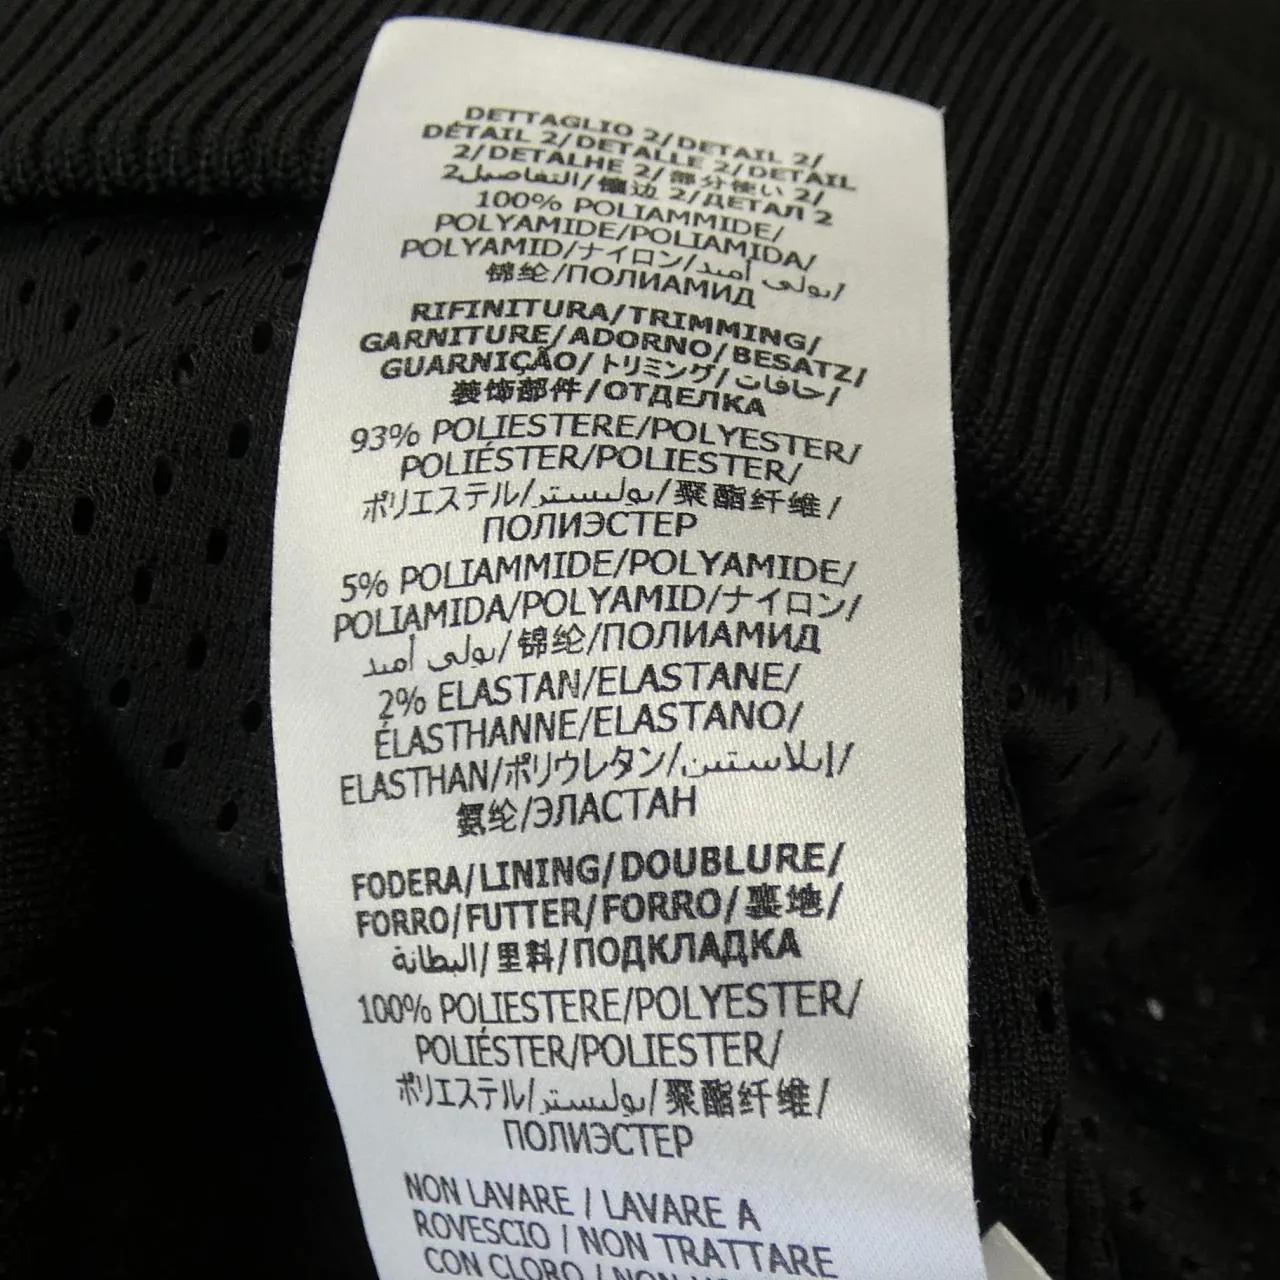 DETTAGLIO 2/DETAIL 2/
DÉTAIL 2/DETALLE 2/DETAIL
2/DETALHE 2/部分使い 2/
التفاصيل2/镶边 2/ДЕТАЛ 2
100% POLIAMMIDE/
POLYAMIDE/POLIAMIDA/
POLYAMID/ナイロン/بولي أميد/
锦纶/ПОЛИАМИД
RIFINITURA/TRIMMING/
GARNITURE/ADORNO/BESATZ/
GUARNIÇÃO/トリミング/حافات/
装饰部件/ОТДЕЛКА
93% POLIESTERE/POLYESTER/
POLIÉSTER/POLIESTER/
ポリエステル/بوليستر/聚酯纤维/
ПОЛИЭСТЕР
5% POLIAMMIDE/POLYAMIDE/
POLIAMIDA/POLYAMID/ナイロン/
بولي أميد/锦纶/ПОЛИАМИД
2% ELASTAN/ELASTANE/
ÉLASTHANNE/ELASTANO/
ELASTHAN/ポリウレタン/إيلاستين/
氨纶/ЭЛАСТАН
FODERA/LINING/DOUBLURE/
FORRO/FUTTER/FORRO/裏地/
البطانة/里料/ПОДКЛАДКА
100% POLIESTERE/POLYESTER/
POLIÉSTER/POLIESTER/
ポリエステル/بوليستر/聚酯纤维/
ПОЛИЭСТЕР
NON LAVARE / LAVARE A
ROVESCIO / NON TRATTARE
CON CLORO / NON